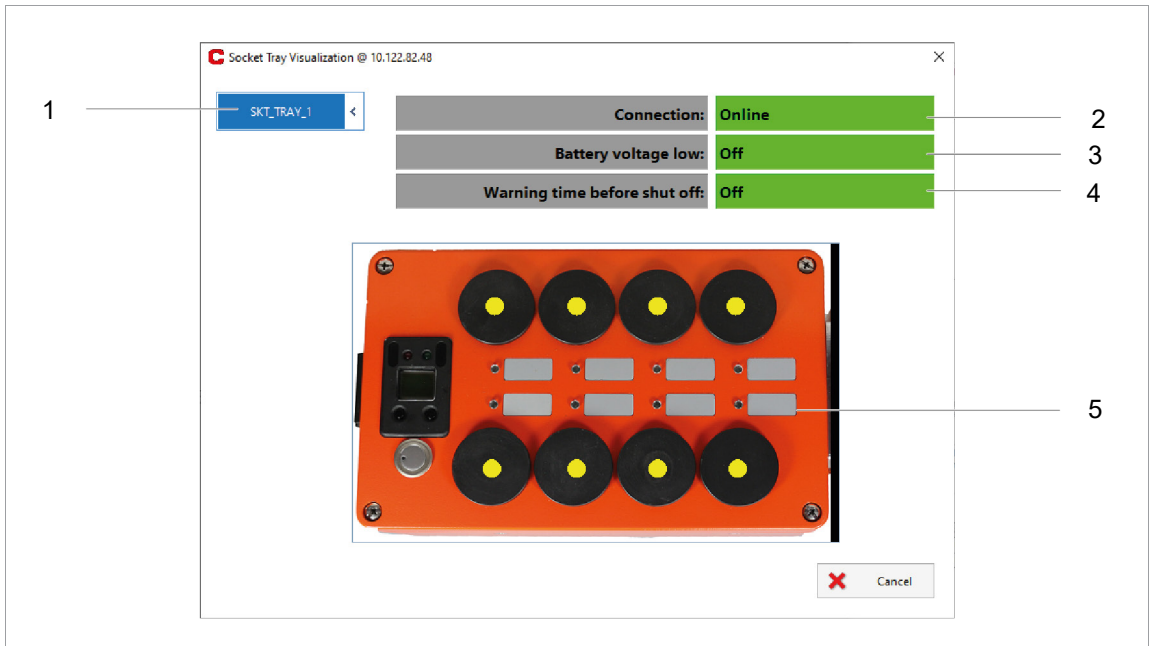 Socket Tray Visualization @ 10.122.82.48
1
SKT_TRAY_1
Connection: Online
2
Battery voltage low: Off
3
Warning time before shut off: Off
4
5
Cancel